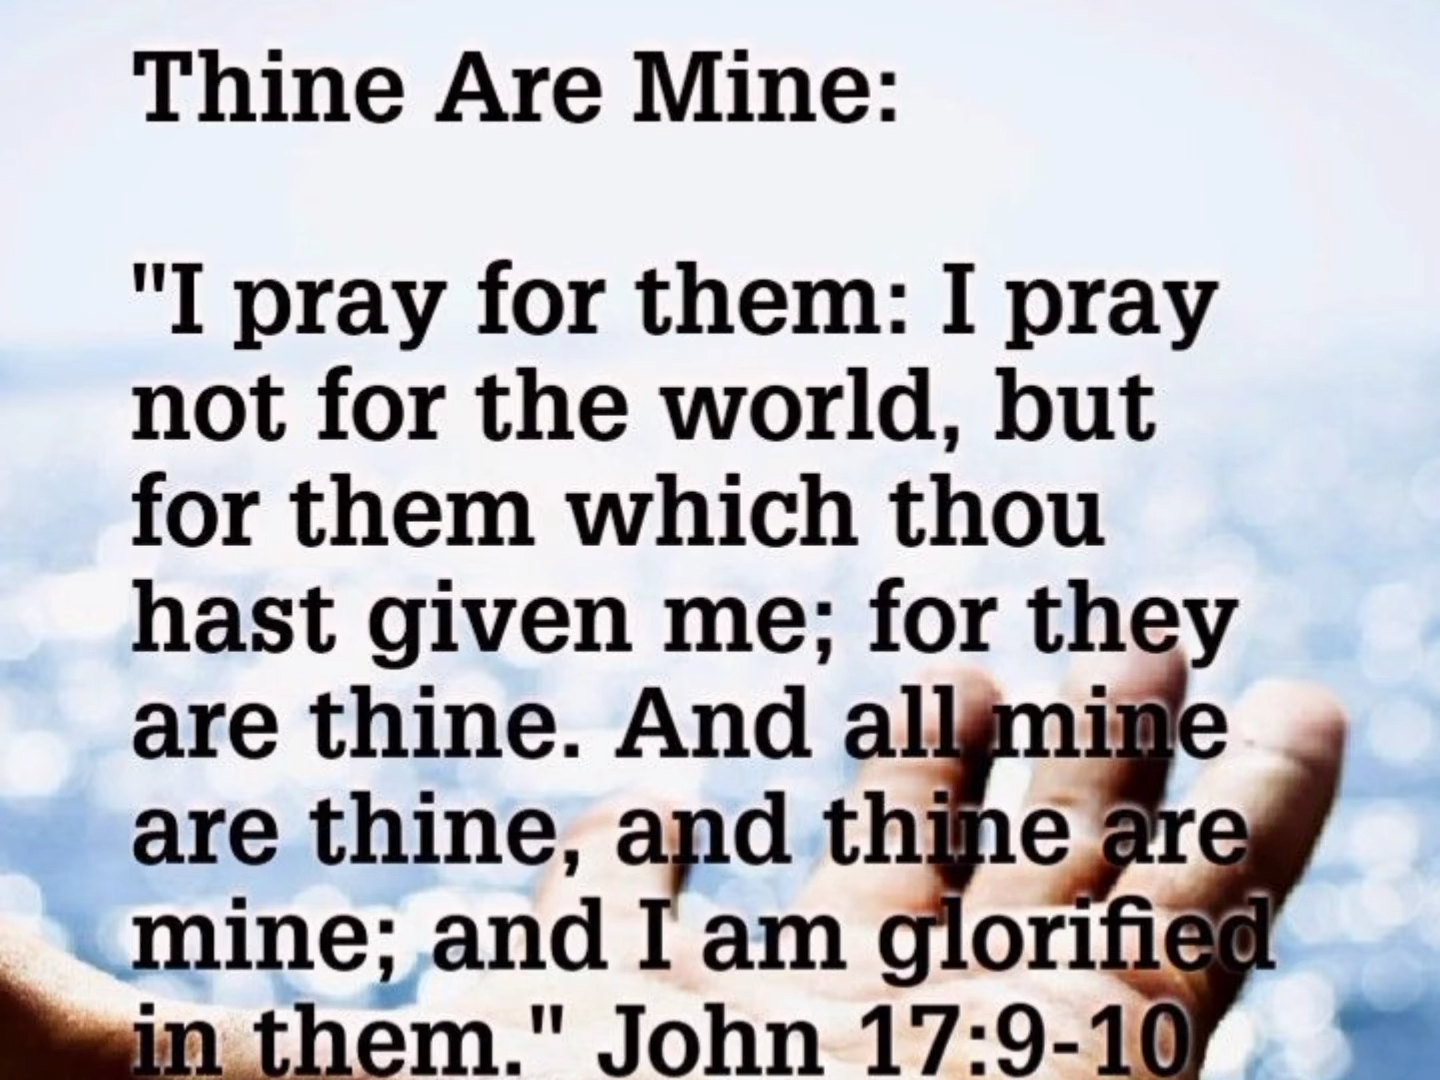 Thine Are Mine:
"I pray for them: I pray
not for the world, but
for them which thou
hast given me; for they
are thine. And all mine
are thine, and thine are
mine; and I am glorified
in them." John 17:9-10